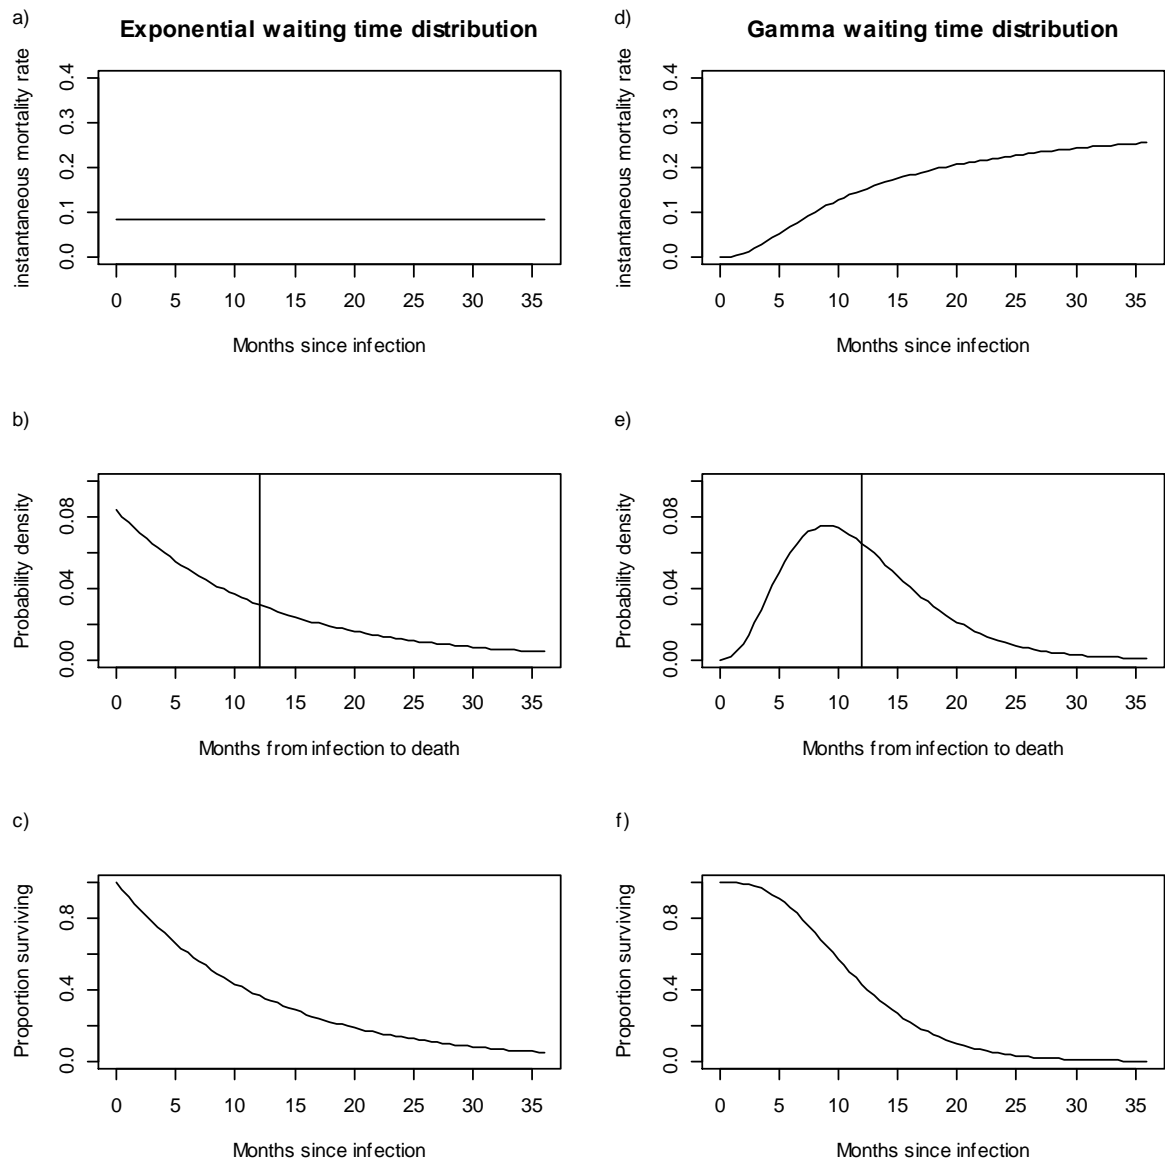 a)
Exponential waiting time distribution
instantaneous mortality rate
0.0 0.1 0.2 0.3 0.4
0 5 10 15 20 25 30 35
Months since infection
b)
Probability density
0.00 0.04 0.08
0 5 10 15 20 25 30 35
Months from infection to death
c)
Proportion surviving
0.0 0.4 0.8
0 5 10 15 20 25 30 35
Months since infection
d)
Gamma waiting time distribution
instantaneous mortality rate
0.0 0.1 0.2 0.3 0.4
0 5 10 15 20 25 30 35
Months since infection
e)
Probability density
0.00 0.04 0.08
0 5 10 15 20 25 30 35
Months from infection to death
f)
Proportion surviving
0.0 0.4 0.8
0 5 10 15 20 25 30 35
Months since infection